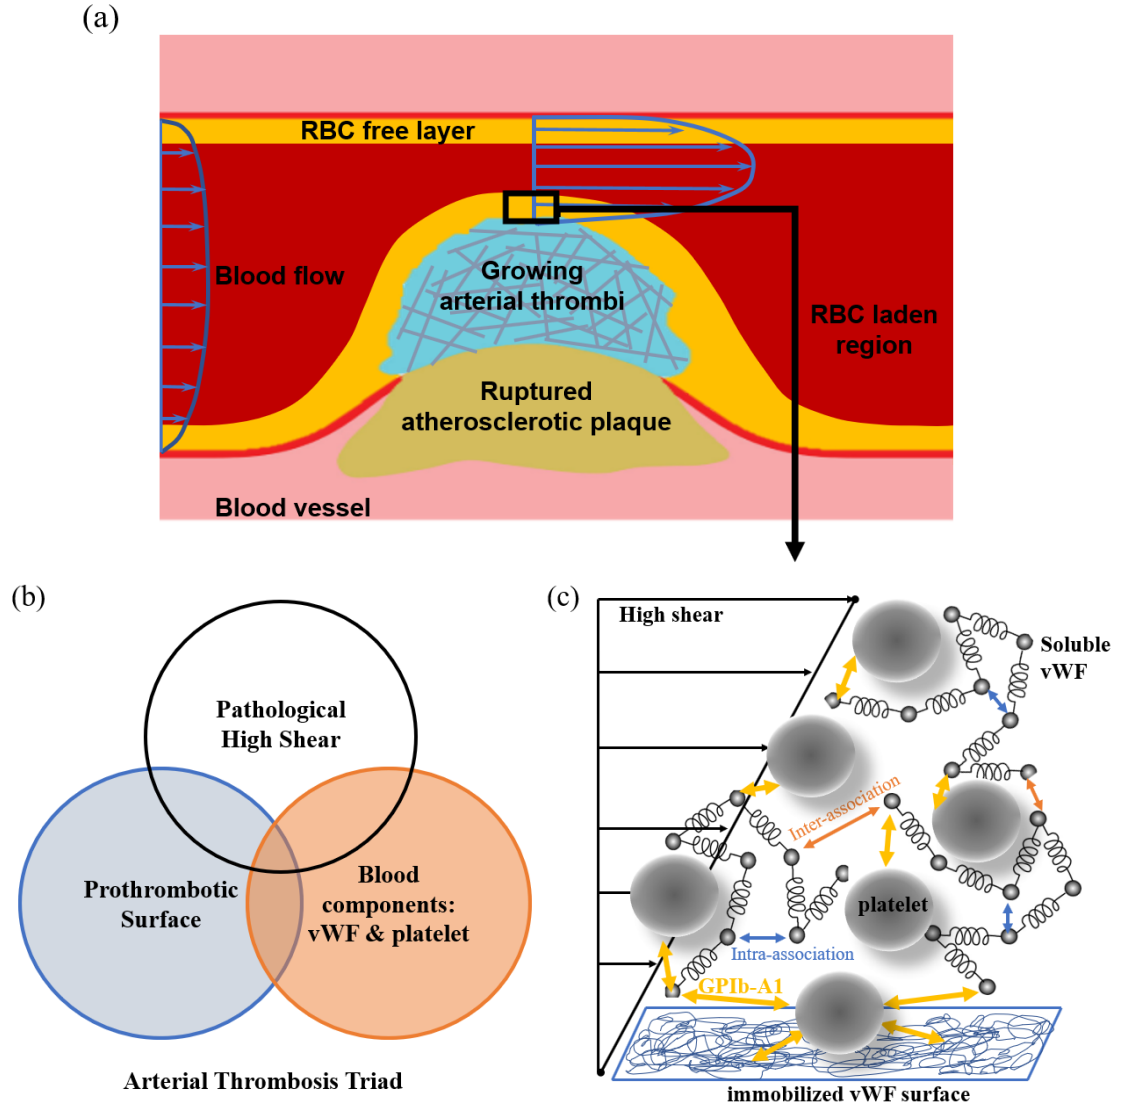 (a)
RBC free layer
Blood flow
Growing
arterial thrombi
RBC laden
region
Ruptured
atherosclerotic plaque
Blood vessel
(b)
Pathological
High Shear
Prothrombotic
Surface
Blood
components:
vWF & platelet
Arterial Thrombosis Triad
(c)
High shear
Soluble
vWF
Inter-association
platelet
Intra-association
GPIb-A1
immobilized vWF surface